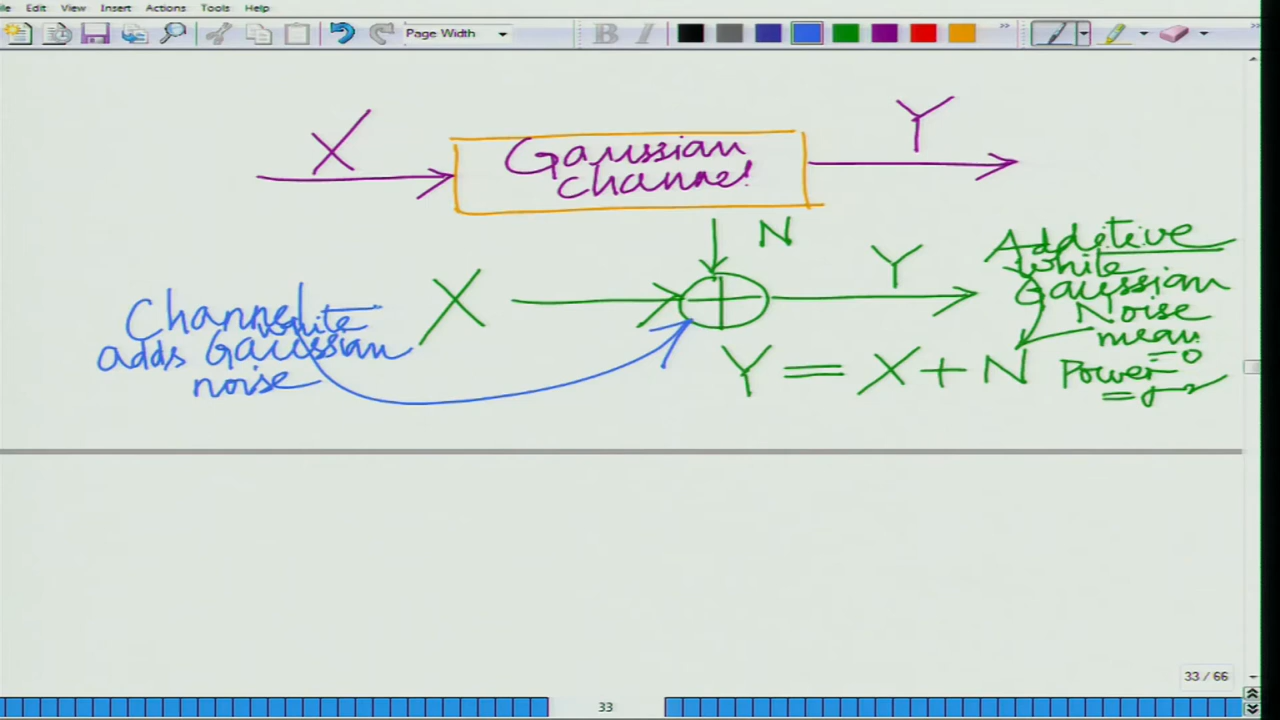 File Edit View Insert Actions Tools Help
Page Width
B I
X
Gaussian
channel
Y
N
X
Y
Additive
white
Gaussian
Noise
mean
= 0
Power
Channel
white
adds Gaussian
noise
Y = X + N
33 / 66
33